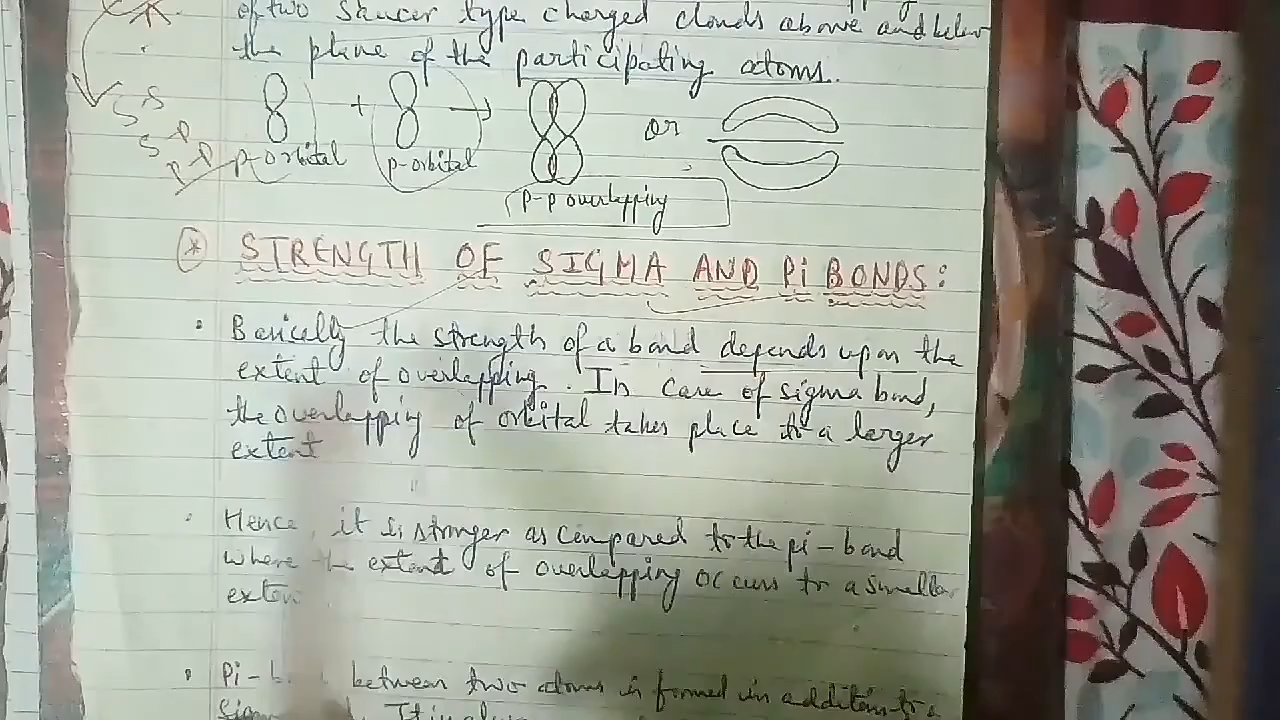 of two saucer type charged clouds above and below
the plane of the participating atoms.
S-S
S-P
P-P
p-orbital + p-orbital → or
p-p overlapping
* STRENGTH OF SIGMA AND Pi BONDS:
Basically the strength of a bond depends upon the
extent of overlapping. In case of sigma bond,
the overlapping of orbital takes place to a larger
extent
Hence, it is stronger as compared to the pi-bond
where the extent of overlapping occurs to a smaller
Pi- between two atoms is formed in addition to a